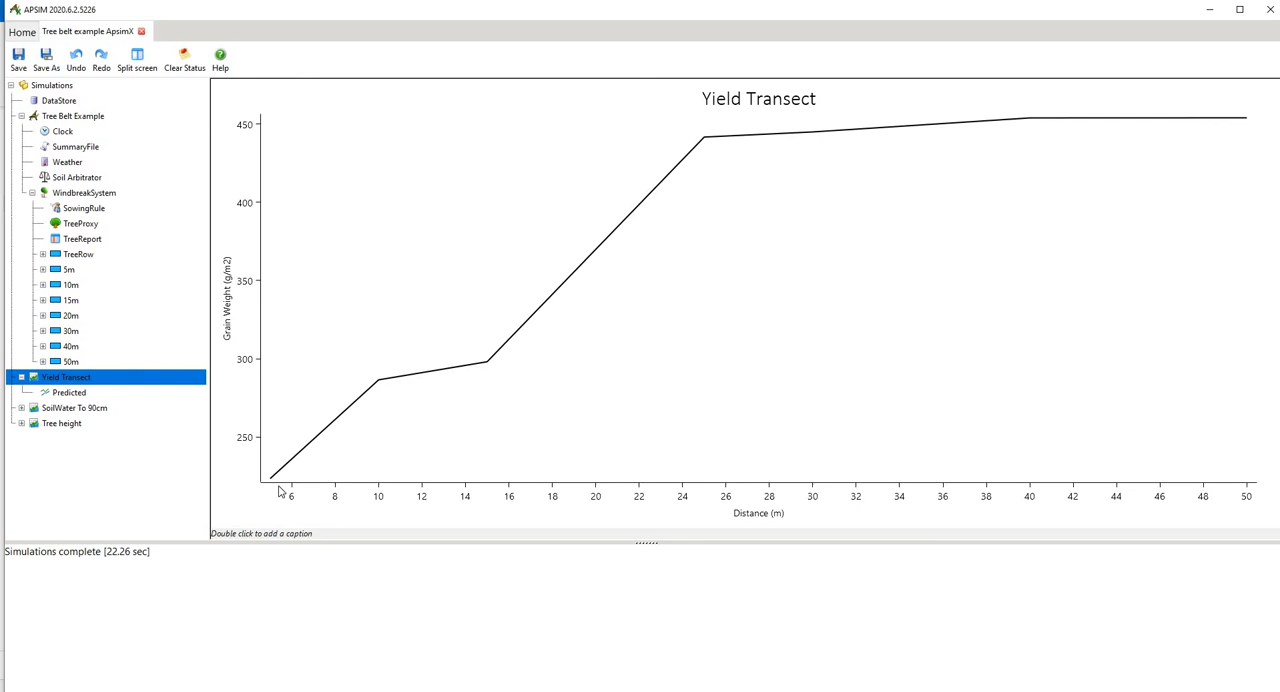 APSIM 2020.6.2.5226
Home Tree belt example ApsimX
Save Save As Undo Redo Split screen Clear Status Help
Simulations
DataStore
Tree Belt Example
Clock
SummaryFile
Weather
Soil Arbitrator
WindbreakSystem
SowingRule
TreeProxy
TreeReport
TreeRow
5m
10m
15m
20m
30m
40m
50m
Yield Transect
Predicted
SoilWater To 90cm
Tree height
Yield Transect
450
400
350
300
250
Grain Weight (g/m2)
6 8 10 12 14 16 18 20 22 24 26 28 30 32 34 36 38 40 42 44 46 48 50
Distance (m)
Double click to add a caption
Simulations complete [22.26 sec]